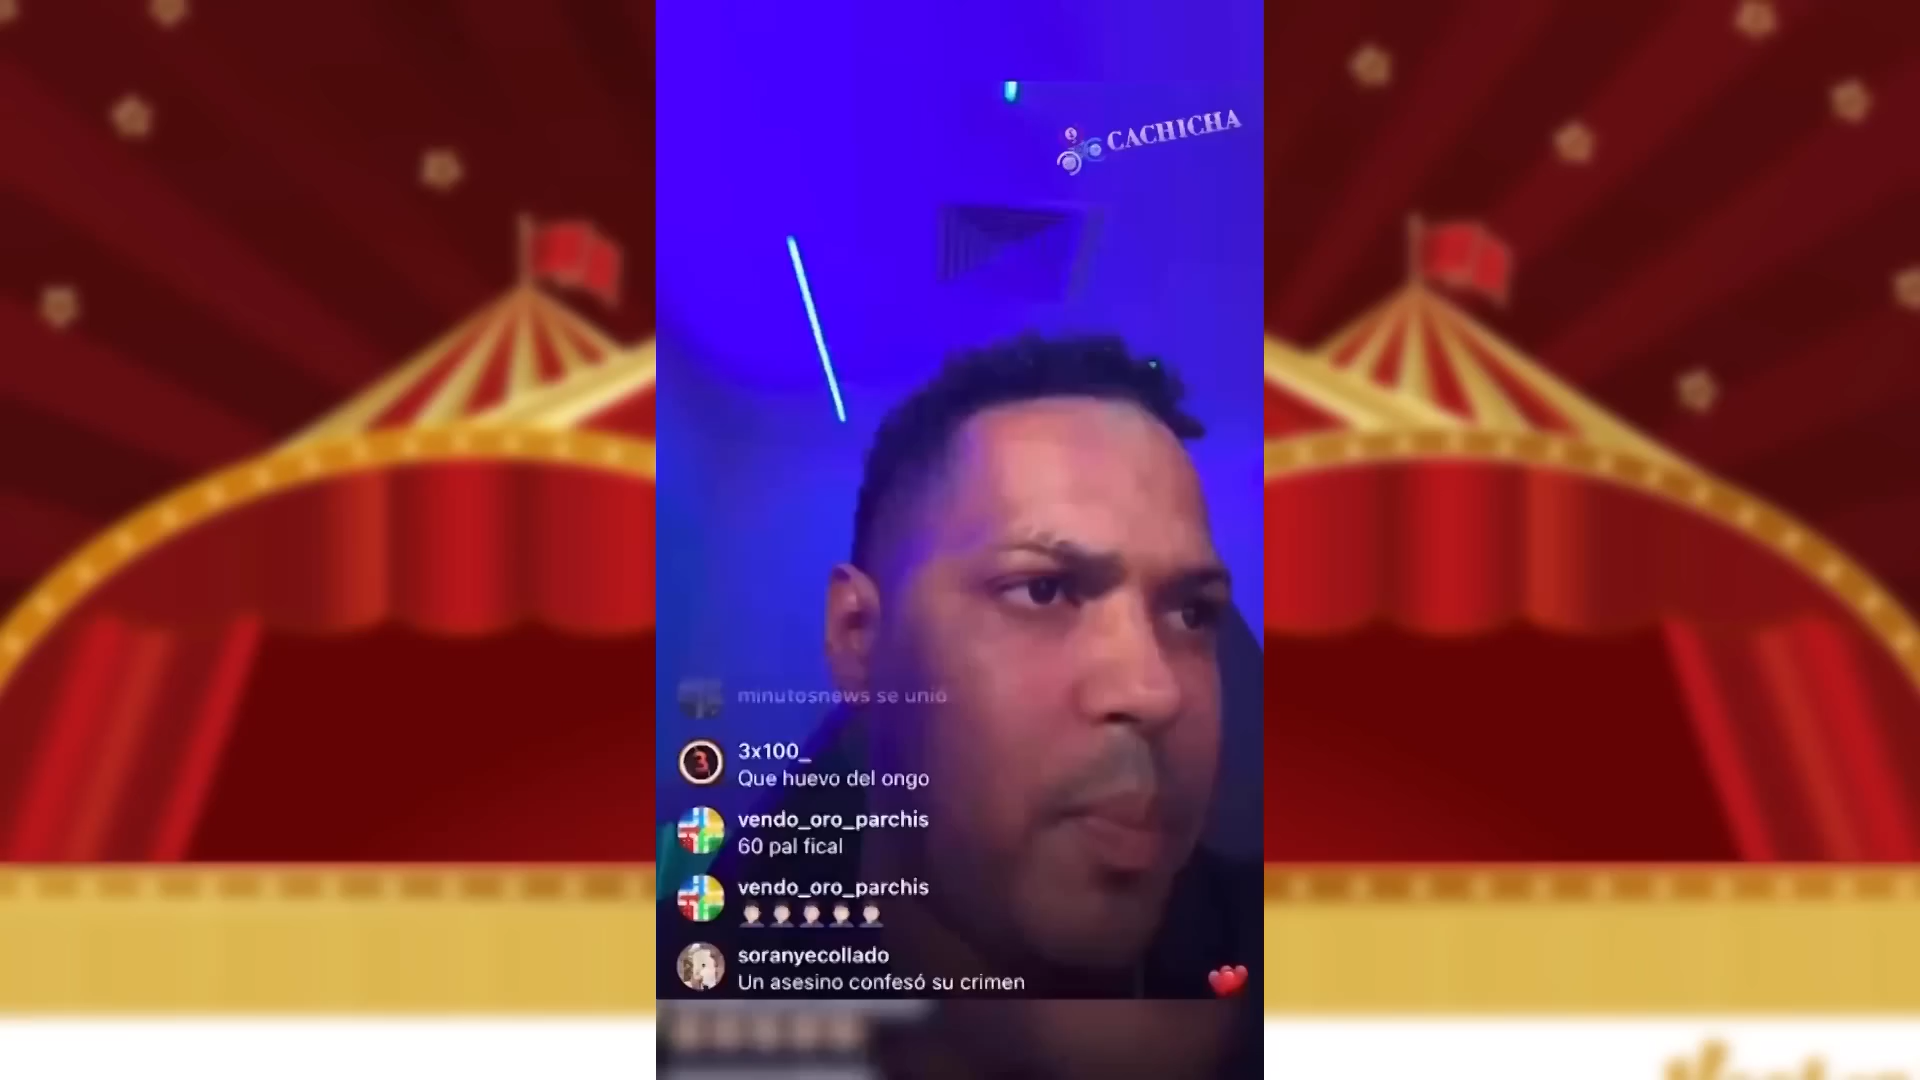 CACHICHA
minutosnews se unió
3x100_
Que huevo del ongo
vendo_oro_parchis
60 pal fical
vendo_oro_parchis
soranyecollado
Un asesino confesó su crimen